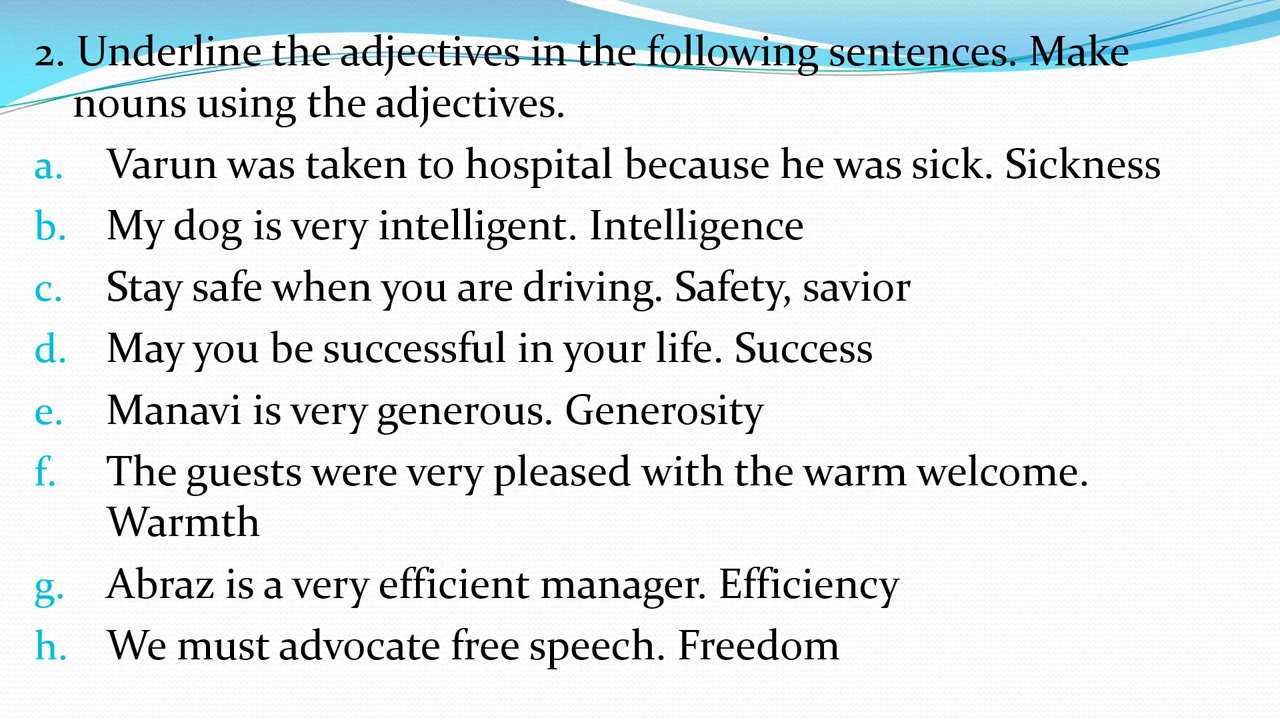 2. Underline the adjectives in the following sentences. Make
nouns using the adjectives.
a. Varun was taken to hospital because he was sick. Sickness
b. My dog is very intelligent. Intelligence
c. Stay safe when you are driving. Safety, savior
d. May you be successful in your life. Success
e. Manavi is very generous. Generosity
f. The guests were very pleased with the warm welcome.
Warmth
g. Abraz is a very efficient manager. Efficiency
h. We must advocate free speech. Freedom